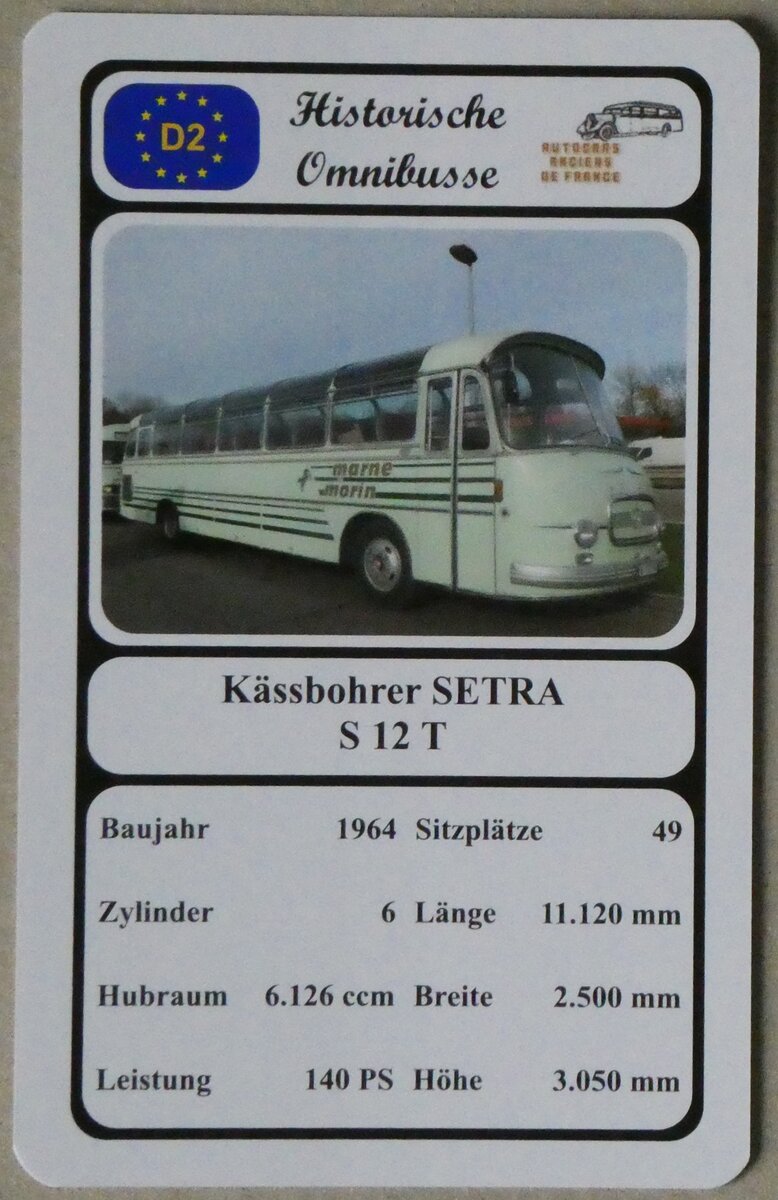 D2
Historische
Omnibusse
AUTOCARS
ANCIENS
DE FRANCE
marne
morin
Kässbohrer SETRA
S 12 T
Baujahr 1964 Sitzplätze 49
Zylinder 6 Länge 11.120 mm
Hubraum 6.126 ccm Breite 2.500 mm
Leistung 140 PS Höhe 3.050 mm